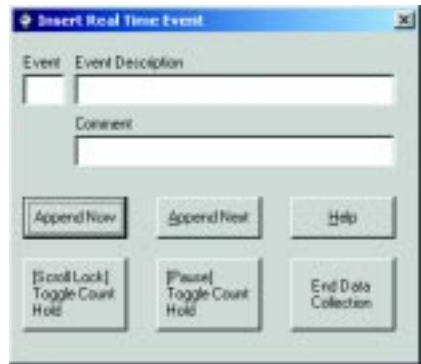 Insert Real Time Event
Event Event Description
Comment
Append Now Append Next Help
[Scroll Lock] [Pause] End Data
Toggle Count Toggle Count Collection
Hold Hold